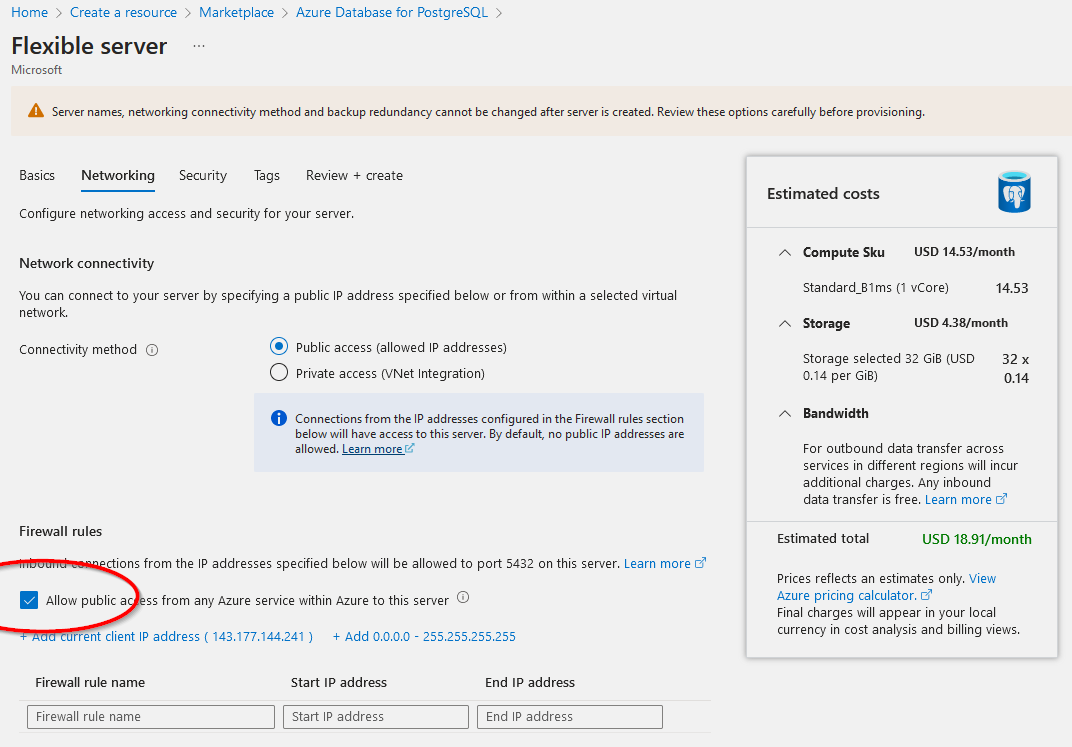 Home > Create a resource > Marketplace > Azure Database for PostgreSQL >
Flexible server ...
Microsoft
Server names, networking connectivity method and backup redundancy cannot be changed after server is created. Review these options carefully before provisioning.
Basics Networking Security Tags Review + create
Configure networking access and security for your server.
Network connectivity
You can connect to your server by specifying a public IP address specified below or from within a selected virtual
network.
Connectivity method
Public access (allowed IP addresses)
Private access (VNet Integration)
Connections from the IP addresses configured in the Firewall rules section
below will have access to this server. By default, no public IP addresses are
allowed. Learn more
Firewall rules
Inbound connections from the IP addresses specified below will be allowed to port 5432 on this server. Learn more
Allow public access from any Azure service within Azure to this server
+ Add current client IP address ( 143.177.144.241 ) + Add 0.0.0.0 - 255.255.255.255
Firewall rule name Start IP address End IP address
Firewall rule name Start IP address End IP address
Estimated costs
Compute Sku USD 14.53/month
Standard_B1ms (1 vCore) 14.53
Storage USD 4.38/month
Storage selected 32 GiB (USD 32 x
0.14 per GiB) 0.14
Bandwidth
For outbound data transfer across
services in different regions will incur
additional charges. Any inbound
data transfer is free. Learn more
Estimated total USD 18.91/month
Prices reflect an estimates only. View
Azure pricing calculator.
Final charges will appear in your local
currency in cost analysis and billing views.